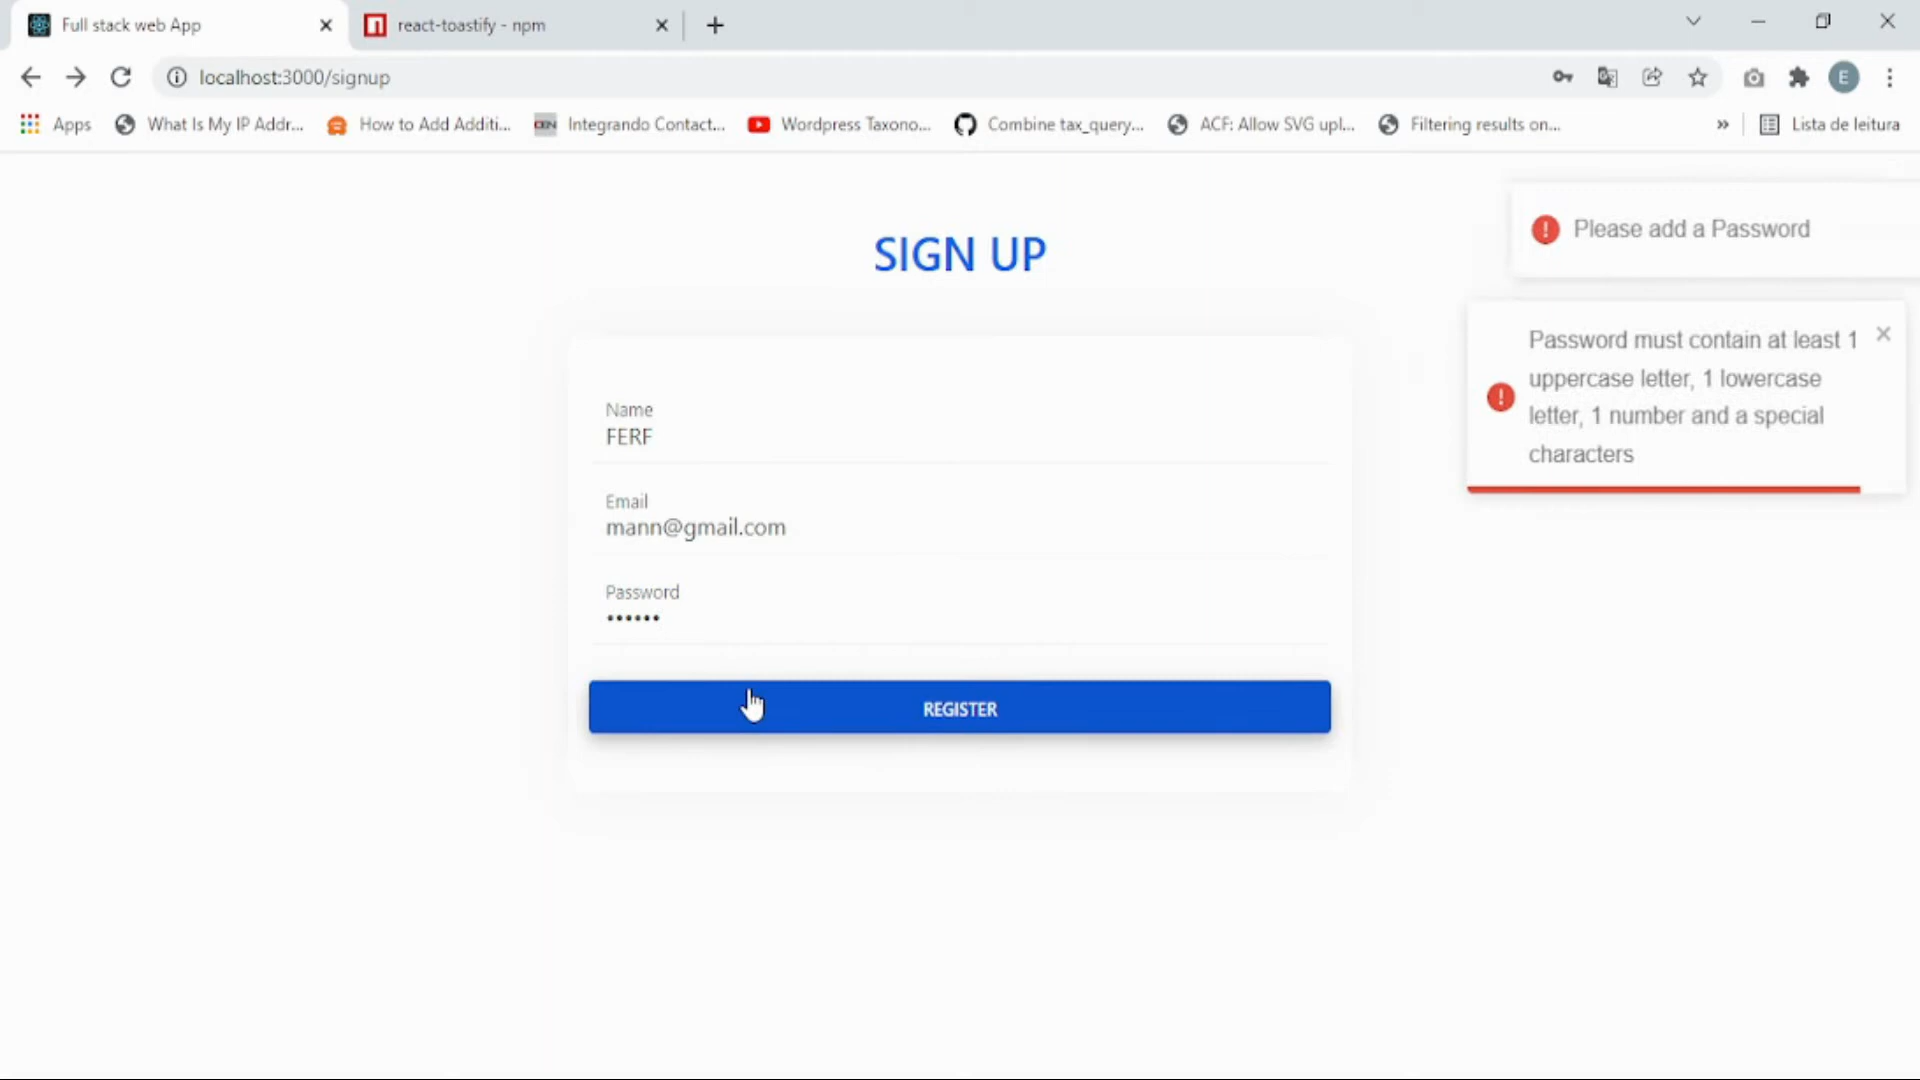 Full stack web App
react-toastify - npm
localhost:3000/signup
E
Apps
What Is My IP Addr...
How to Add Additi...
Integrando Contact...
Wordpress Taxono...
Combine tax_query...
ACF: Allow SVG upl...
Filtering results on...
»
Lista de leitura
Please add a Password
SIGN UP
Password must contain at least 1
uppercase letter, 1 lowercase
letter, 1 number and a special
characters
Name
FERF
Email
mann@gmail.com
Password
••••••
REGISTER